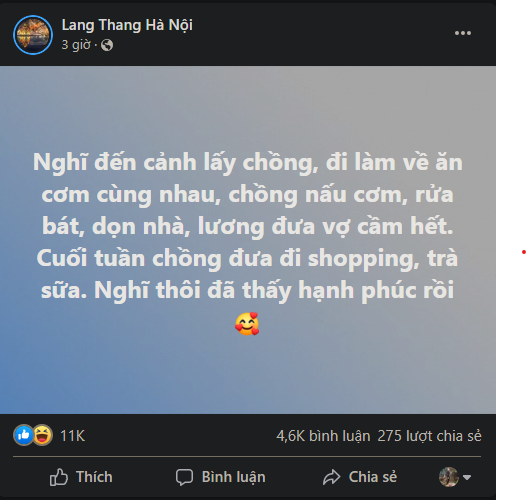 Lang Thang Hà Nội
3 giờ ·
Nghĩ đến cảnh lấy chồng, đi làm về ăn
cơm cùng nhau, chồng nấu cơm, rửa
bát, dọn nhà, lương đưa vợ cầm hết.
Cuối tuần chồng đưa đi shopping, trà
sữa. Nghĩ thôi đã thấy hạnh phúc rồi
🥰
11K
4,6K bình luận 275 lượt chia sẻ
Thích Bình luận Chia sẻ